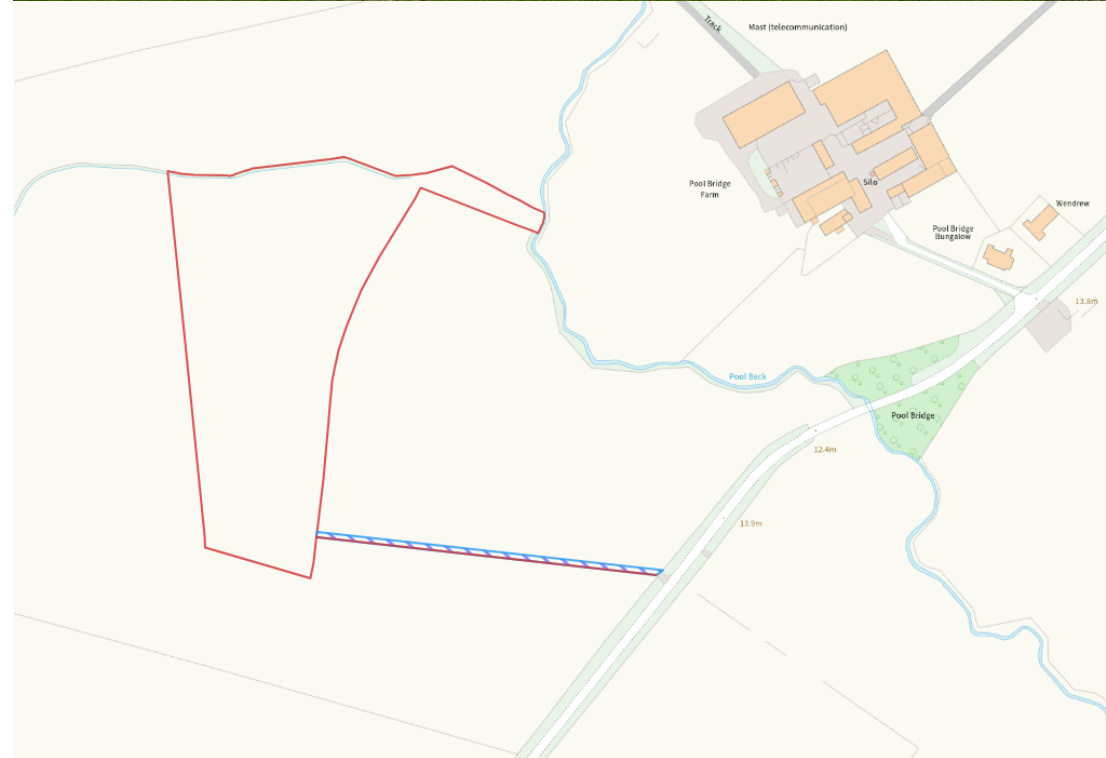 Track
Mast (telecommunication)
Pool Bridge
Farm
Silo
Wendrew
Pool Bridge
Bungalow
13.8m
Pool Beck
Pool Bridge
12.4m
13.9m